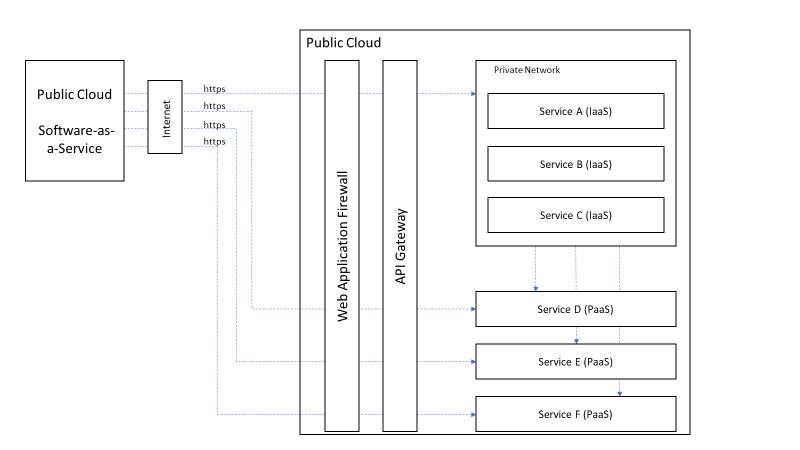 Public Cloud
Public Cloud
Software-as-
a-Service
Internet
https
https
https
https
Web Application Firewall
API Gateway
Private Network
Service A (IaaS)
Service B (IaaS)
Service C (IaaS)
Service D (PaaS)
Service E (PaaS)
Service F (PaaS)